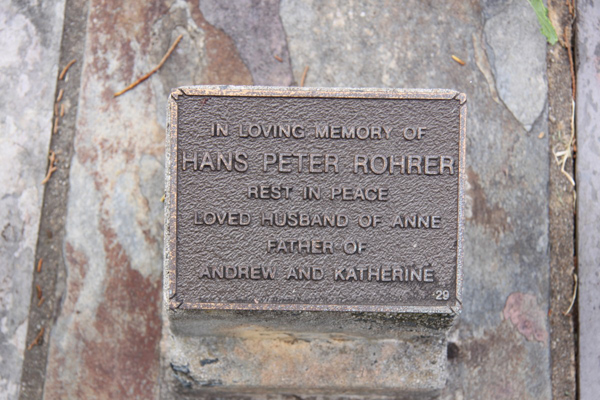 IN LOVING MEMORY OF
HANS PETER ROHRER
REST IN PEACE
LOVED HUSBAND OF ANNE
FATHER OF
ANDREW AND KATHERINE
29